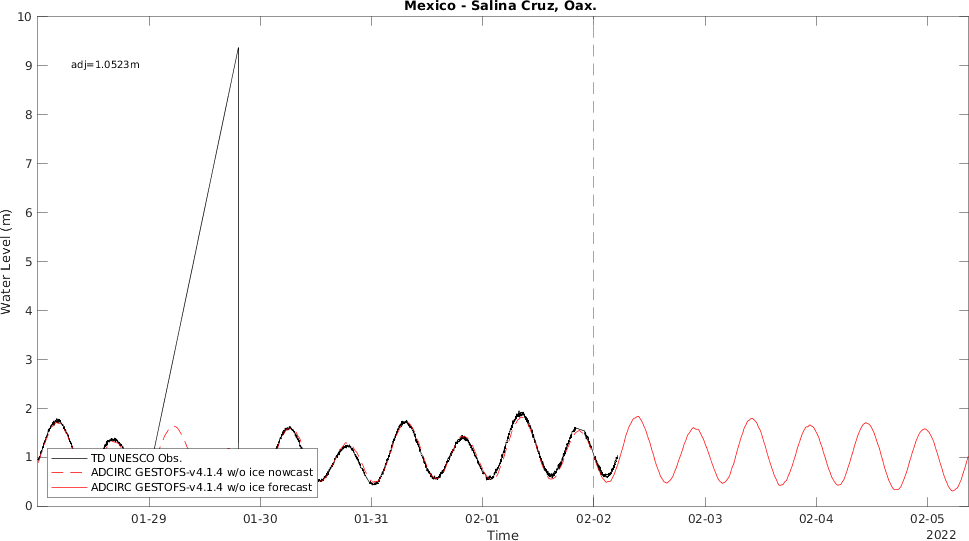 Mexico - Salina Cruz, Oax.
10
9
8
7
6
5
4
3
2
1
0
Water Level (m)
adj=1.0523m
TD UNESCO Obs.
ADCIRC GESTOFS-v4.1.4 w/o ice nowcast
ADCIRC GESTOFS-v4.1.4 w/o ice forecast
01-29 01-30 01-31 02-01 02-02 02-03 02-04 02-05
Time
2022